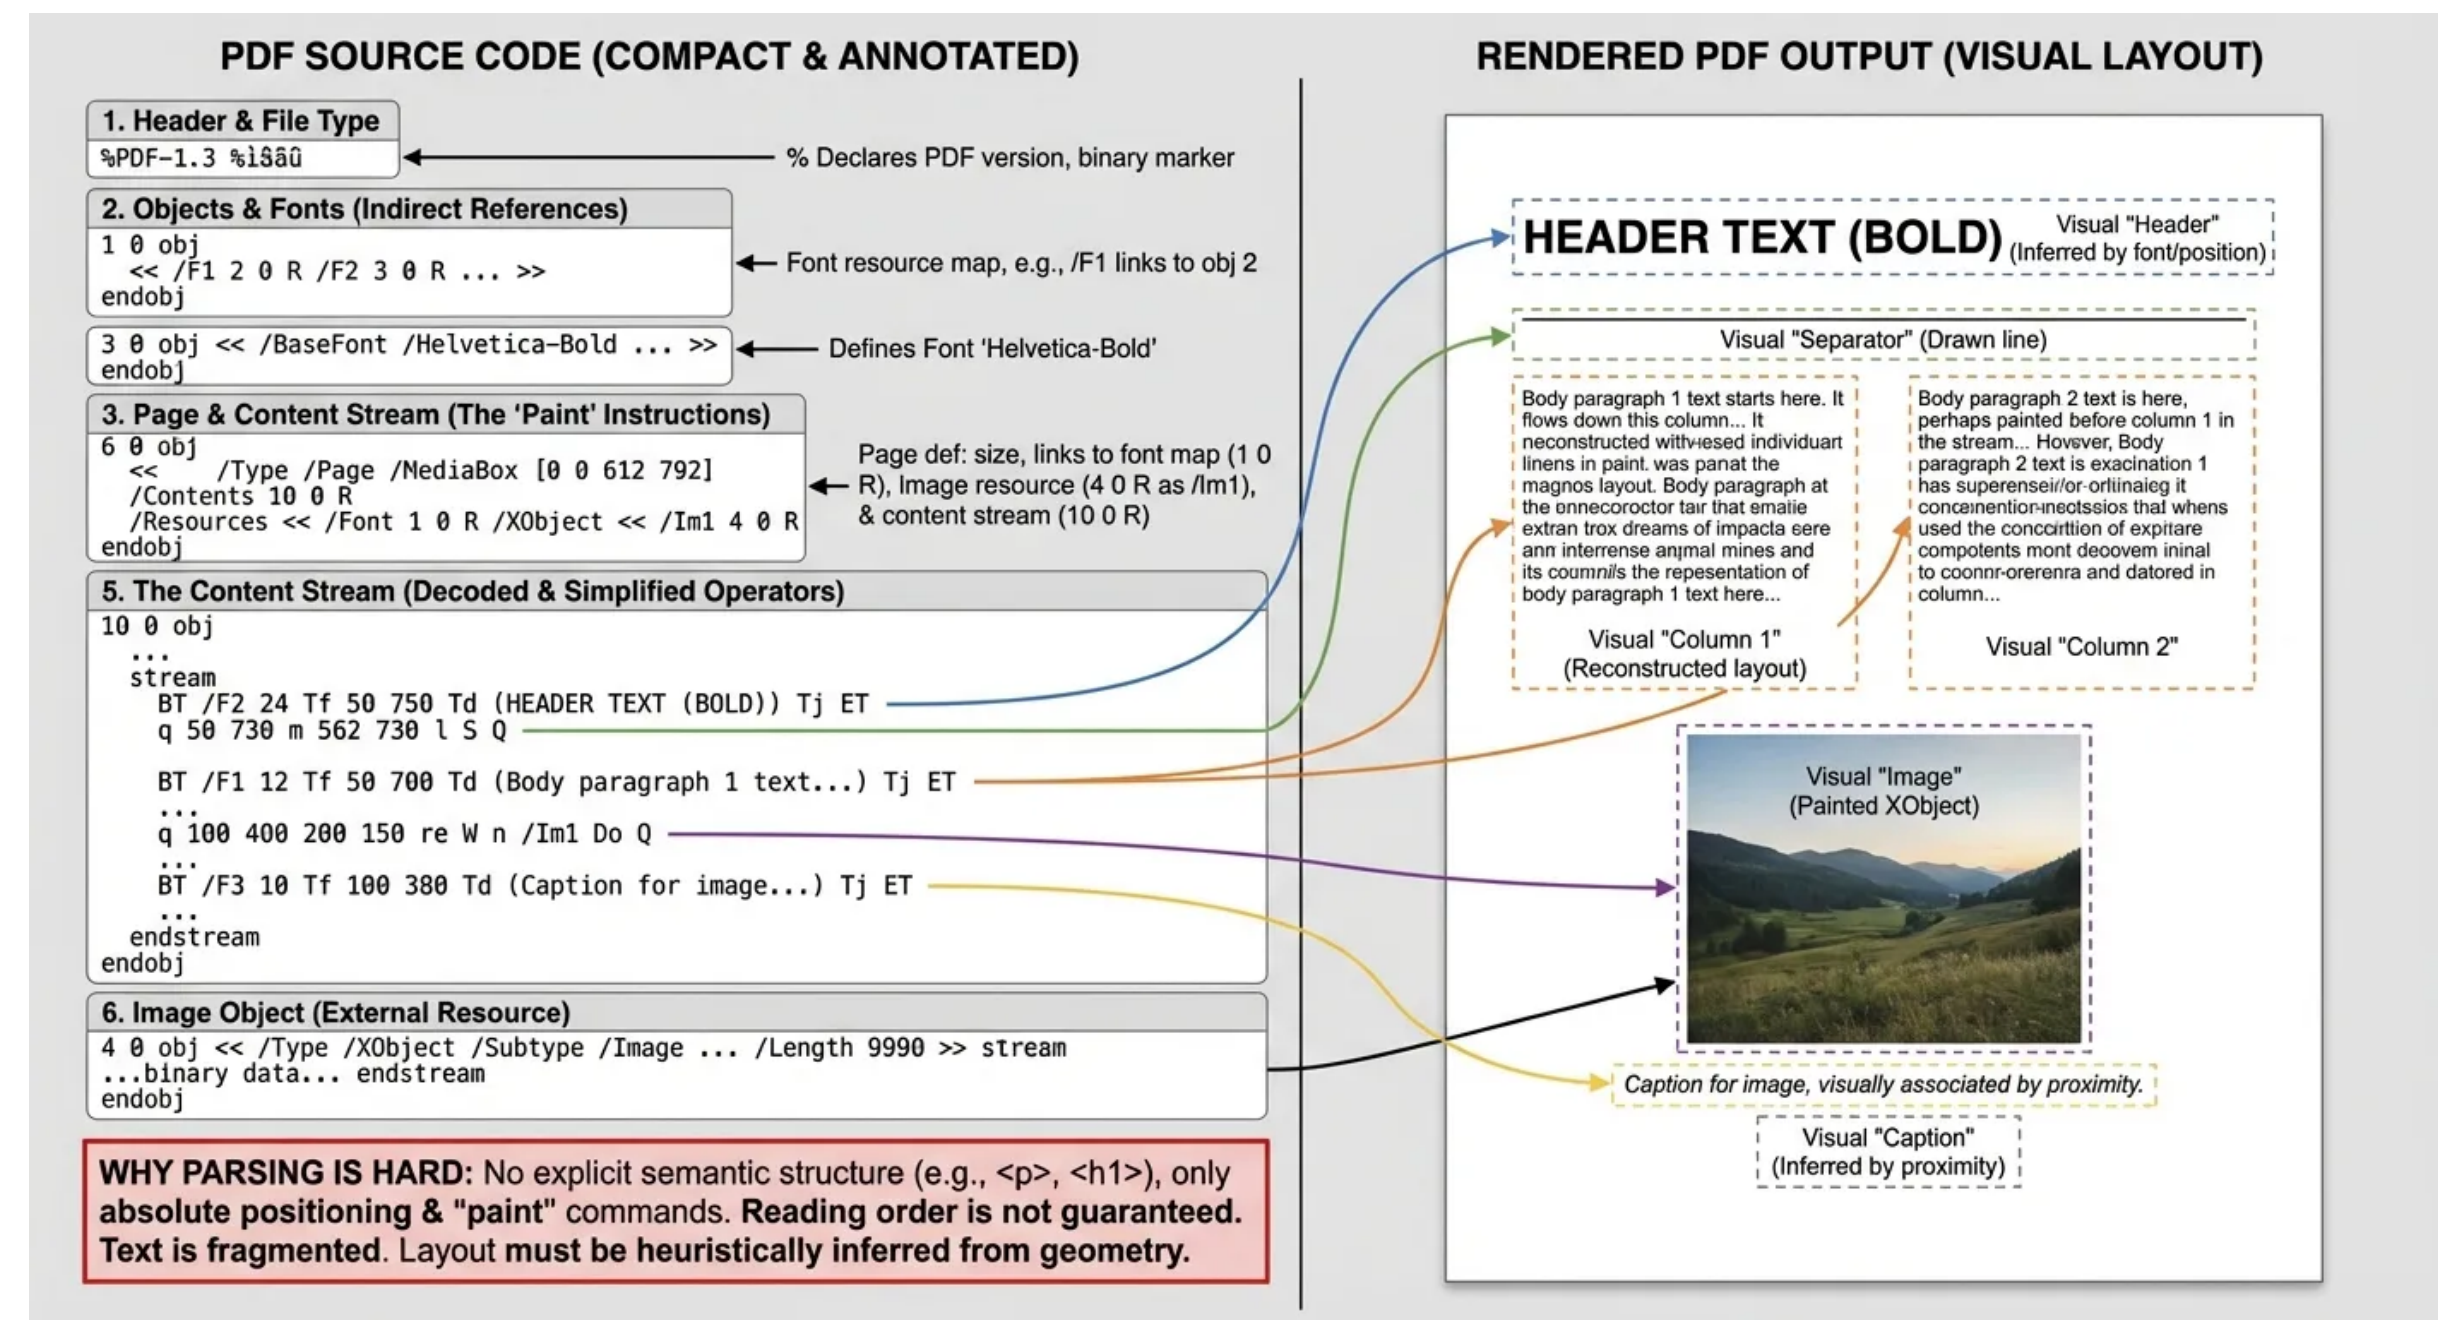 PDF SOURCE CODE (COMPACT & ANNOTATED)
1. Header & File Type
%PDF-1.3 %ìŝāû
% Declares PDF version, binary marker
2. Objects & Fonts (Indirect References)
1 0 obj
<< /F1 2 0 R /F2 3 0 R ... >>
endobj
Font resource map, e.g., /F1 links to obj 2
3 0 obj << /BaseFont /Helvetica-Bold ... >>
endobj
Defines Font ‘Helvetica-Bold’
3. Page & Content Stream (The ‘Paint’ Instructions)
6 0 obj
<< /Type /Page /MediaBox [0 0 612 792]
/Contents 10 0 R
/Resources << /Font 1 0 R /XObject << /Im1 4 0 R
endobj
Page def: size, links to font map (1 0
R), Image resource (4 0 R as /Im1),
& content stream (10 0 R)
5. The Content Stream (Decoded & Simplified Operators)
10 0 obj
...
stream
BT /F2 24 Tf 50 750 Td (HEADER TEXT (BOLD)) Tj ET
q 50 730 m 562 730 l S Q
BT /F1 12 Tf 50 700 Td (Body paragraph 1 text...) Tj ET
...
q 100 400 200 150 re W n /Im1 Do Q
...
BT /F3 10 Tf 100 380 Td (Caption for image...) Tj ET
...
endstream
endobj
6. Image Object (External Resource)
4 0 obj << /Type /XObject /Subtype /Image ... /Length 9990 >> stream
...binary data... endstream
endobj
WHY PARSING IS HARD: No explicit semantic structure (e.g., <p>, <h1>), only
absolute positioning & "paint" commands. Reading order is not guaranteed.
Text is fragmented. Layout must be heuristically inferred from geometry.
RENDERED PDF OUTPUT (VISUAL LAYOUT)
HEADER TEXT (BOLD)
Visual "Header"
(Inferred by font/position)
Visual "Separator" (Drawn line)
Body paragraph 1 text starts here. It
flows down this column... It
neconstructed individuart
linens in paint. was panat the
magnos layout. Body paragraph at
the onnecoroctor tair that ematie
extran trox dreams of impacta eere
ann interrense anjmal mines and
its the repesentation of
body paragraph 1 text here...
Visual "Column 1"
(Reconstructed layout)
Body paragraph 2 text is here,
perhaps painted before column 1 in
the stream... Hovsver, Body
paragraph 2 text is exacination 1
has it
that whens
used the of expitare
compotents mont decovem ininal
to and datored in
column...
Visual "Column 2"
Visual "Image"
(Painted XObject)
Caption for image, visually associated by proximity.
Visual "Caption"
(Inferred by proximity)